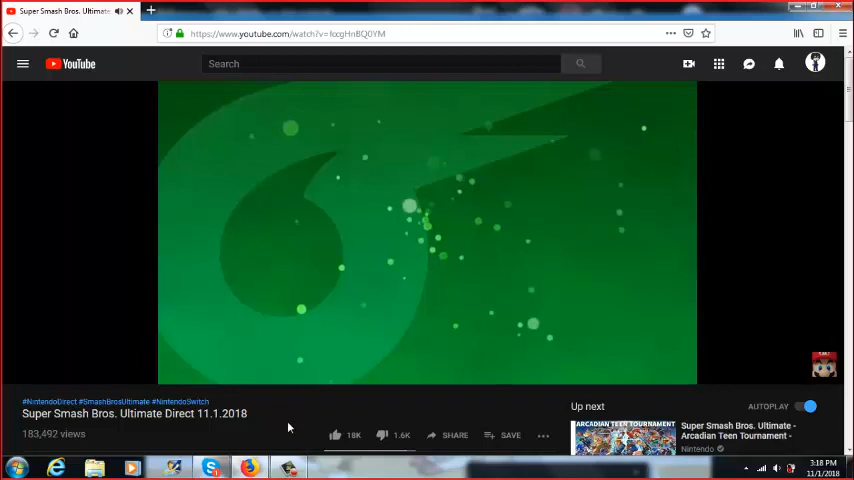 Super Smash Bros. Ultimate
https://www.youtube.com/watch?v=fccgHnBQ0YM
YouTube
Search
#NintendoDirect #SmashBrosUltimate #NintendoSwitch
Super Smash Bros. Ultimate Direct 11.1.2018
183,492 views
18K
1.6K
SHARE
SAVE
Up next
AUTOPLAY
ARCADIAN TEEN TOURNAMENT
Super Smash Bros. Ultimate -
Arcadian Teen Tournament -
Nintendo
3:18 PM
11/1/2018